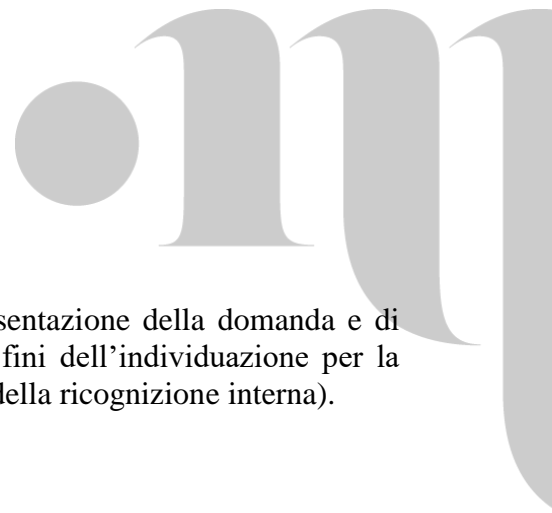 sentazione della domanda e di
fini dell’individuazione per la
della ricognizione interna).